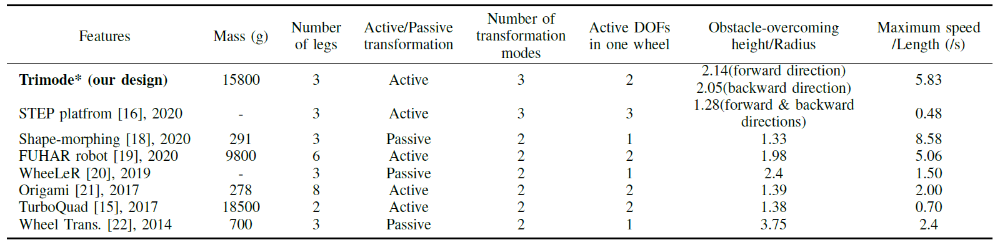 Features Mass (g) Number of legs Active/Passive transformation Number of transformation modes Active DOFs in one wheel Obstacle-overcoming height/Radius Maximum speed /Length (/s)
Trimode* (our design) 15800 3 Active 3 2 2.14(forward direction) 2.05(backward direction) 5.83
STEP platfrom [16], 2020 - 3 Active 3 3 1.28(forward & backward directions) 0.48
Shape-morphing [18], 2020 291 3 Passive 2 1 1.33 8.58
FUHAR robot [19], 2020 9800 6 Active 2 2 1.98 5.06
WheeLeR [20], 2019 - 3 Passive 2 1 2.4 1.50
Origami [21], 2017 278 8 Active 2 2 1.39 2.00
TurboQuad [15], 2017 18500 2 Active 2 2 1.38 0.70
Wheel Trans. [22], 2014 700 3 Passive 2 1 3.75 2.4